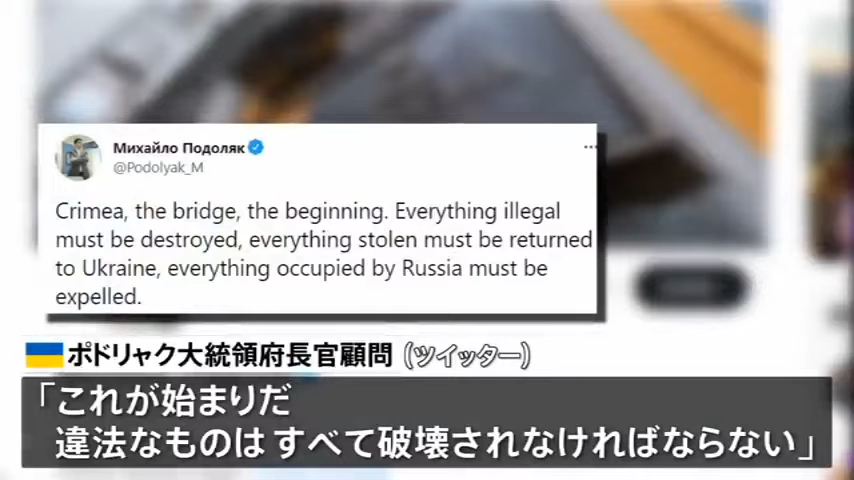 Михайло Подоляк
@Podolyak_M
Crimea, the bridge, the beginning. Everything illegal
must be destroyed, everything stolen must be returned
to Ukraine, everything occupied by Russia must be
expelled.
ポドリャク大統領府長官顧問（ツイッター）
「これが始まりだ
違法なものは すべて破壊されなければならない」